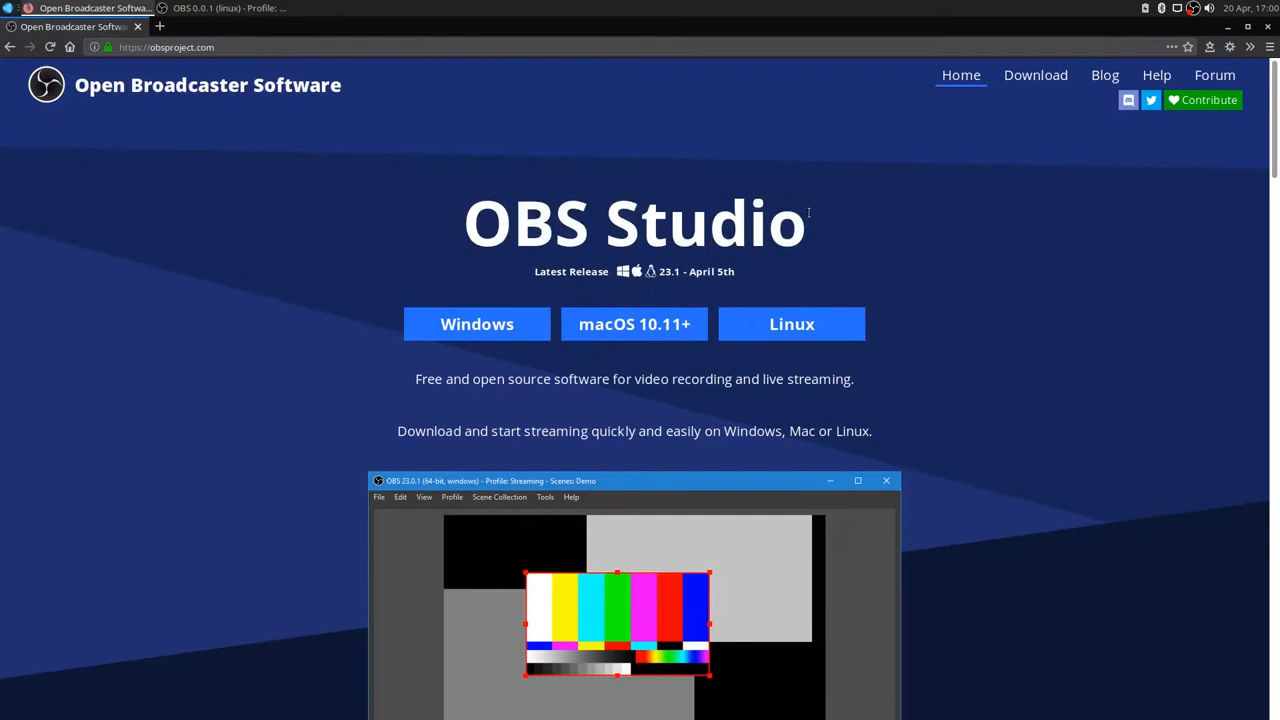 Open Broadcaster Softwa...
OBS 0.0.1 (linux) - Profile: ...
20 Apr, 17:00
Open Broadcaster Softwa
https://obsproject.com
Open Broadcaster Software
Home
Download
Blog
Help
Forum
Contribute
OBS Studio
Latest Release 23.1 - April 5th
Windows
macOS 10.11+
Linux
Free and open source software for video recording and live streaming.
Download and start streaming quickly and easily on Windows, Mac or Linux.
OBS 23.0.1 (64-bit, windows) - Profile: Streaming - Scenes: Demo
File Edit View Profile Scene Collection Tools Help